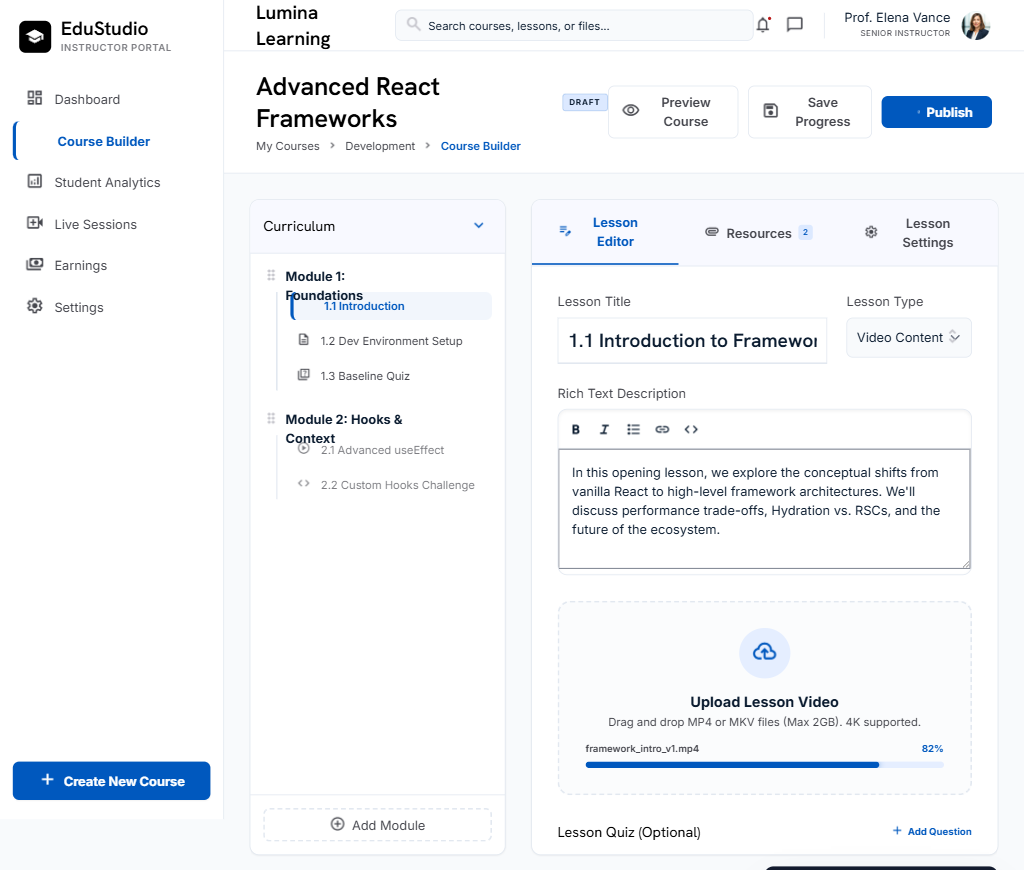 EduStudio
INSTRUCTOR PORTAL
Dashboard
Course Builder
Student Analytics
Live Sessions
Earnings
Settings
Create New Course
Lumina
Learning
Search courses, lessons, or files...
Prof. Elena Vance
SENIOR INSTRUCTOR
Advanced React
Frameworks
DRAFT
My Courses
Development
Course Builder
Preview
Course
Save
Progress
Publish
Curriculum
Module 1:
Foundations
1.1 Introduction
1.2 Dev Environment Setup
1.3 Baseline Quiz
Module 2: Hooks &
Context
2.1 Advanced useEffect
2.2 Custom Hooks Challenge
Add Module
Lesson
Editor
Resources 2
Lesson
Settings
Lesson Title
1.1 Introduction to Framewor
Lesson Type
Video Content
Rich Text Description
In this opening lesson, we explore the conceptual shifts from
vanilla React to high-level framework architectures. We'll
discuss performance trade-offs, Hydration vs. RSCs, and the
future of the ecosystem.
Upload Lesson Video
Drag and drop MP4 or MKV files (Max 2GB). 4K supported.
framework_intro_v1.mp4 82%
Lesson Quiz (Optional)
Add Question